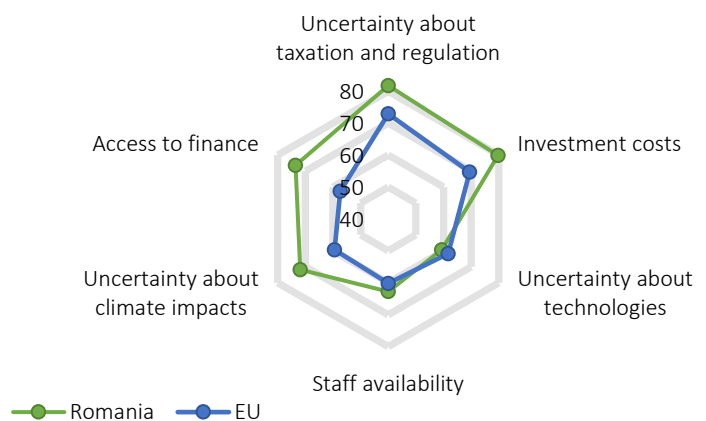 Uncertainty about
taxation and regulation
80
70
60
50
40
Access to finance
Investment costs
Uncertainty about
climate impacts
Uncertainty about
technologies
Staff availability
Romania
EU